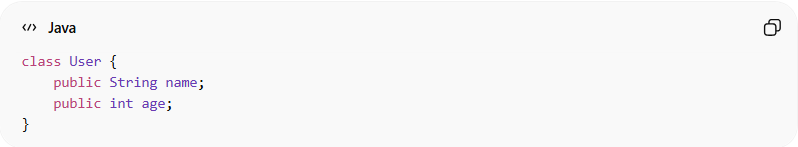 </> Java
class User {
    public String name;
    public int age;
}